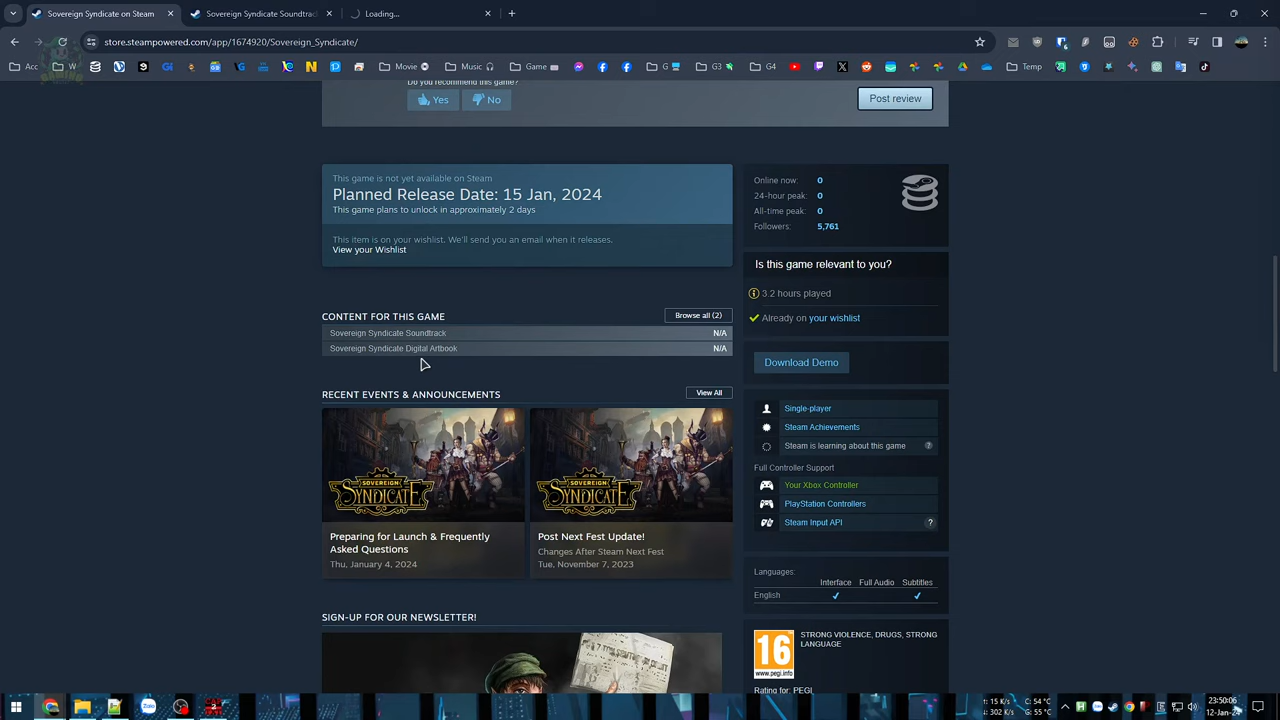 Sovereign Syndicate on Steam
Sovereign Syndicate Soundtrac
Loading...
store.steampowered.com/app/1674920/Sovereign_Syndicate/
Movie
Music
Game
G
G3
G4
Temp
Do you recommend this game?
Yes
No
Post review
This game is not yet available on Steam
Planned Release Date: 15 Jan, 2024
This game plans to unlock in approximately 2 days
This item is on your wishlist. We'll send you an email when it releases.
View your Wishlist
Online now: 0
24-hour peak: 0
All-time peak: 0
Followers: 5,761
Is this game relevant to you?
3.2 hours played
Already on your wishlist
Download Demo
CONTENT FOR THIS GAME
Browse all (2)
Sovereign Syndicate Soundtrack N/A
Sovereign Syndicate Digital Artbook N/A
RECENT EVENTS & ANNOUNCEMENTS
View All
SOVEREIGN
SYNDICATE
Preparing for Launch & Frequently
Asked Questions
Thu, January 4, 2024
SOVEREIGN
SYNDICATE
Post Next Fest Update!
Changes After Steam Next Fest
Tue, November 7, 2023
Single-player
Steam Achievements
Steam is learning about this game ?
Full Controller Support
Your Xbox Controller
PlayStation Controllers
Steam Input API ?
Languages:
Interface Full Audio Subtitles
English
SIGN-UP FOR OUR NEWSLETTER!
16
www.pegi.info
STRONG VIOLENCE, DRUGS, STRONG
LANGUAGE
Rating for: PEGI
Zalo
N: 15 K/s
N: 302 K/s
C: 54 °C
G: 55 °C
23:50:06
12-Jan-2